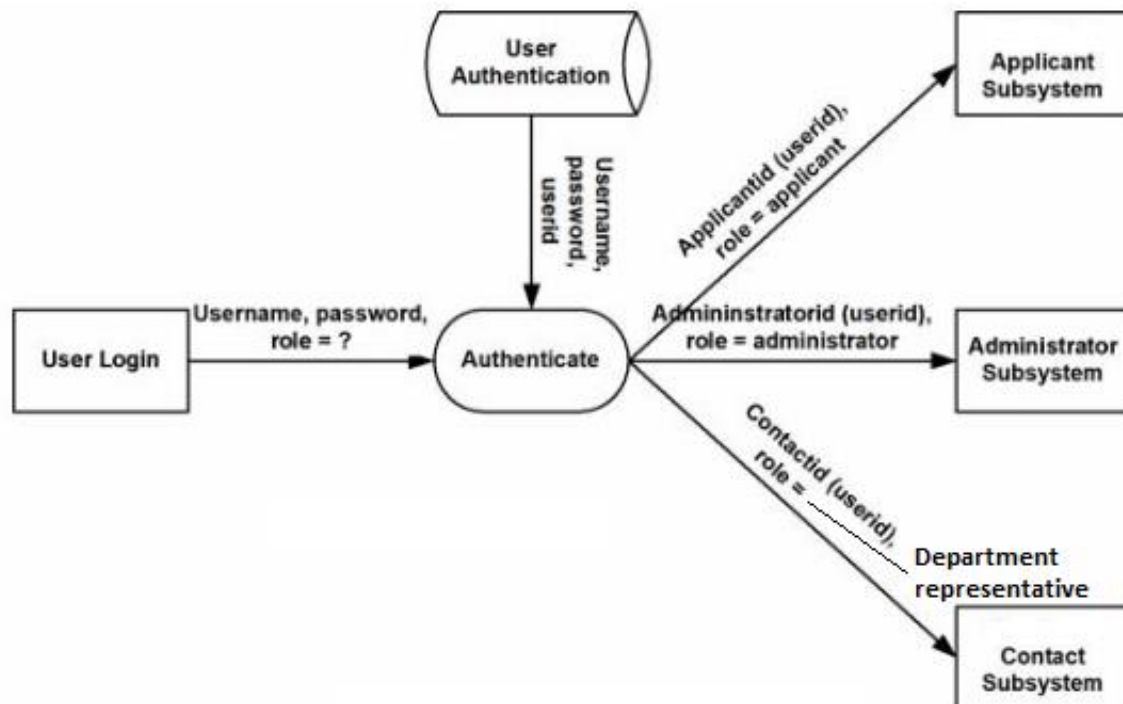 User
Authentication
Applicant
Subsystem
Username,
password,
userid
Applicantid (userid),
role = applicant
User Login
Username, password,
role = ?
Authenticate
Admininstratorid (userid),
role = administrator
Administrator
Subsystem
Contactid (userid),
role =
Department
representative
Contact
Subsystem